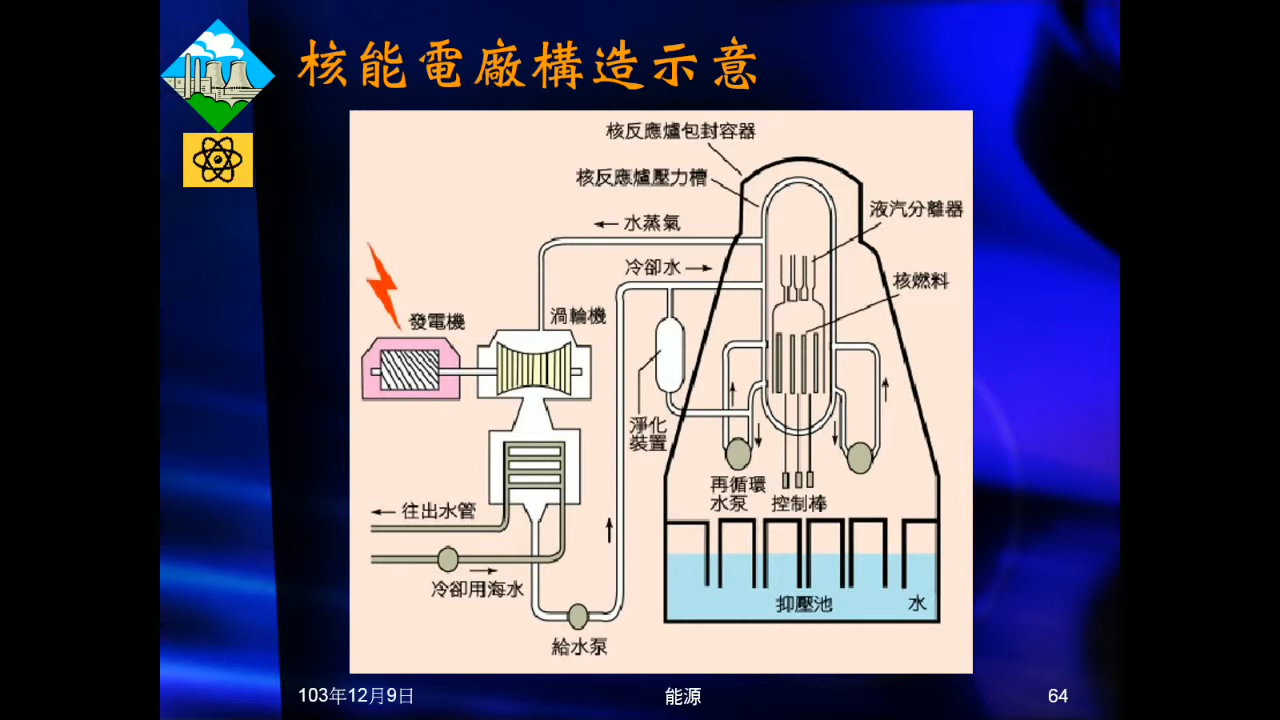 核能電廠構造示意
核反應爐包封容器
核反應爐壓力槽
液汽分離器
水蒸氣
冷卻水
核燃料
發電機
渦輪機
淨化
裝置
再循環
水泵
控制棒
往出水管
冷卻用海水
抑壓池
水
給水泵
103年12月9日
能源
64